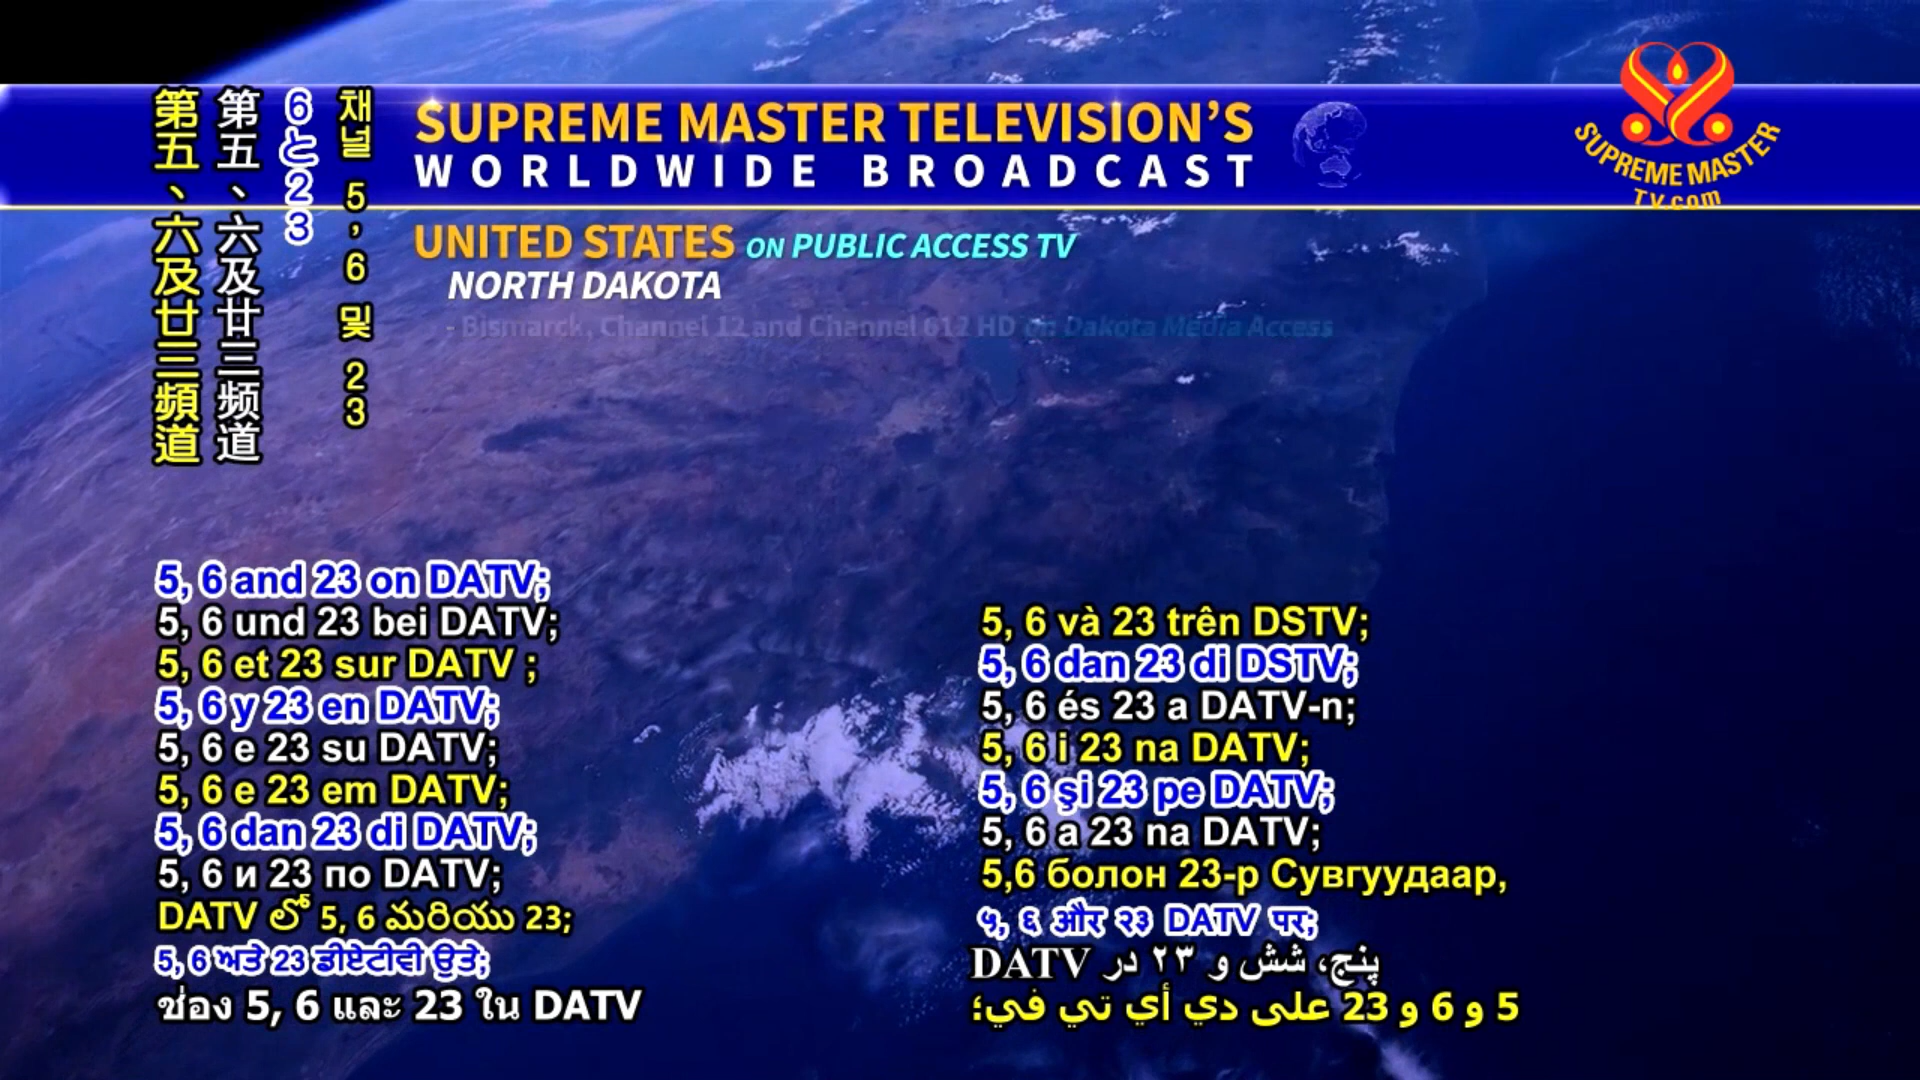 第五、六及廿三頻道
第五、六及廿三频道
6と23
채널 5, 6 및 23
SUPREME MASTER TELEVISION’S
WORLDWIDE BROADCAST
SUPREME MASTER
TV.com
UNITED STATES ON PUBLIC ACCESS TV
NORTH DAKOTA
- Bismarck, Channel 12 and Channel 612 HD on Dakota Media Access
5, 6 and 23 on DATV;
5, 6 und 23 bei DATV;
5, 6 et 23 sur DATV ;
5, 6 y 23 en DATV;
5, 6 e 23 su DATV;
5, 6 e 23 em DATV;
5, 6 dan 23 di DATV;
5, 6 и 23 по DATV;
DATV లో 5, 6 మరియు 23;
5, 6 ਅਤੇ 23 ਡੀਏਟੀਵੀ ਉਤੇ;
ช่อง 5, 6 และ 23 ใน DATV
5, 6 và 23 trên DSTV;
5, 6 dan 23 di DSTV;
5, 6 és 23 a DATV-n;
5, 6 i 23 na DATV;
5, 6 şi 23 pe DATV;
5, 6 a 23 na DATV;
5,6 болон 23-р Сувгуудаар,
५, ६ और २३ DATV पर;
پنج، شش و ۲۳ در DATV
5 و 6 و 23 على دي أي تي في؛